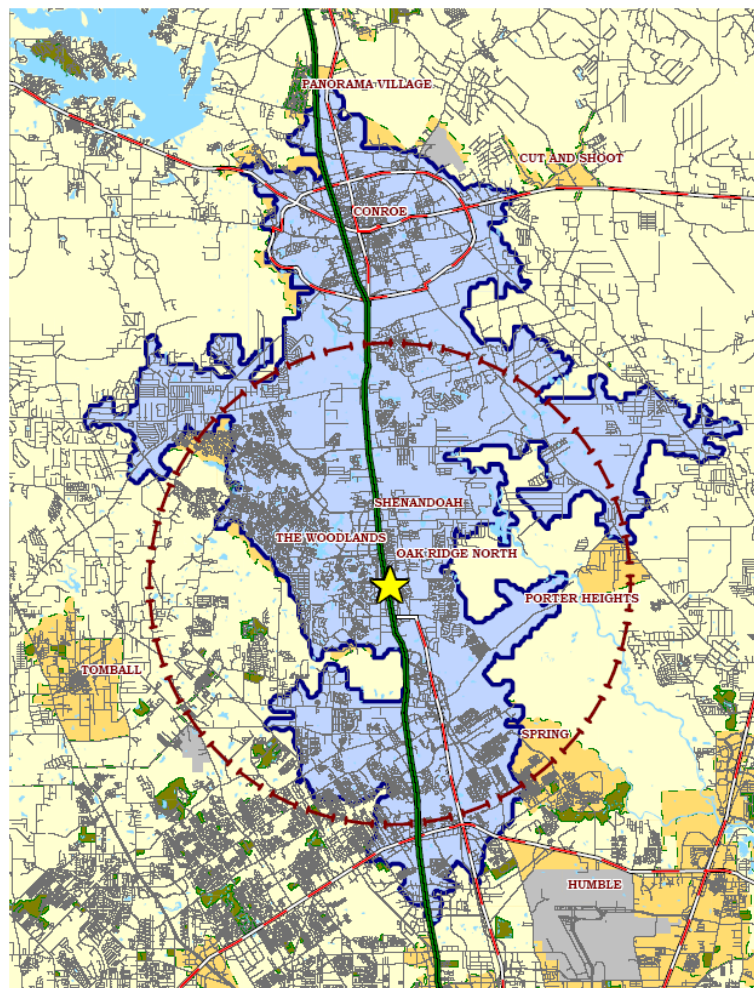 PANORAMA VILLAGE
CUT AND SHOOT
CONROE
SHENANDOAH
THE WOODLANDS
OAK RIDGE NORTH
PORTER HEIGHTS
TOMBALL
SPRING
HUMBLE